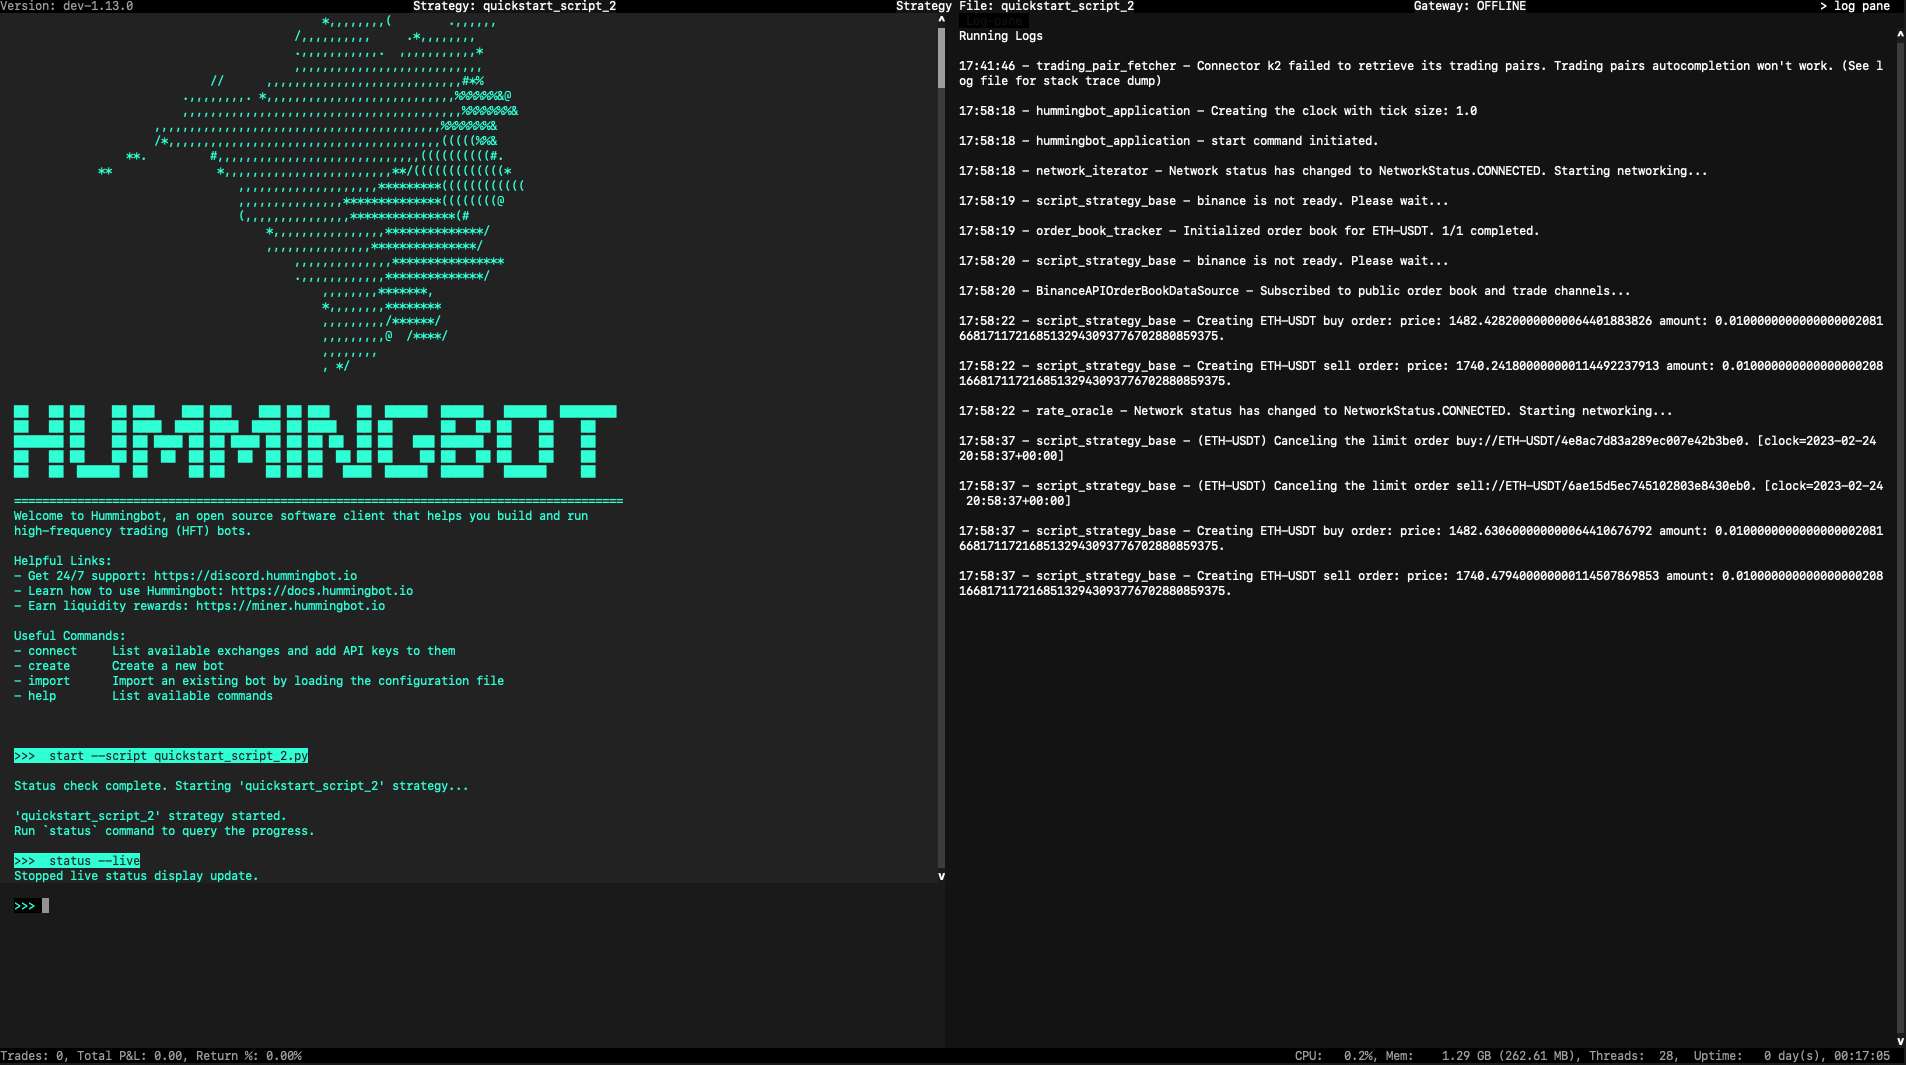 Version: dev-1.13.0 Strategy: quickstart_script_2 Strategy File: quickstart_script_2 Gateway: OFFLINE > log pane
HUMMINGBOT
Welcome to Hummingbot, an open source software client that helps you build and run
high-frequency trading (HFT) bots.
Helpful Links:
- Get 24/7 support: https://discord.hummingbot.io
- Learn how to use Hummingbot: https://docs.hummingbot.io
- Earn liquidity rewards: https://miner.hummingbot.io
Useful Commands:
- connect List available exchanges and add API keys to them
- create Create a new bot
- import Import an existing bot by loading the configuration file
- help List available commands
>>> start --script quickstart_script_2.py
Status check complete. Starting 'quickstart_script_2' strategy...
'quickstart_script_2' strategy started.
Run `status` command to query the progress.
>>> status --live
Stopped live status display update.
>>>
Log-pane
Running Logs
17:41:46 - trading_pair_fetcher - Connector k2 failed to retrieve its trading pairs. Trading pairs autocompletion won't work. (See l
og file for stack trace dump)
17:58:18 - hummingbot_application - Creating the clock with tick size: 1.0
17:58:18 - hummingbot_application - start command initiated.
17:58:18 - network_iterator - Network status has changed to NetworkStatus.CONNECTED. Starting networking...
17:58:19 - script_strategy_base - binance is not ready. Please wait...
17:58:19 - order_book_tracker - Initialized order book for ETH-USDT. 1/1 completed.
17:58:20 - script_strategy_base - binance is not ready. Please wait...
17:58:20 - BinanceAPIOrderBookDataSource - Subscribed to public order book and trade channels...
17:58:22 - script_strategy_base - Creating ETH-USDT buy order: price: 1482.428200000000064401883826 amount: 0.01000000000000000002081
668171172168513294309377670288085​9375.
17:58:22 - script_strategy_base - Creating ETH-USDT sell order: price: 1740.241800000000114492237913 amount: 0.0100000000000000000208
1668171172168513294309377670288085​9375.
17:58:22 - rate_oracle - Network status has changed to NetworkStatus.CONNECTED. Starting networking...
17:58:37 - script_strategy_base - (ETH-USDT) Canceling the limit order buy://ETH-USDT/4e8ac7d83a289ec007e42b3be0. [clock=2023-02-24
20:58:37+00:00]
17:58:37 - script_strategy_base - (ETH-USDT) Canceling the limit order sell://ETH-USDT/6ae15d5ec745102803e8430eb0. [clock=2023-02-24
20:58:37+00:00]
17:58:37 - script_strategy_base - Creating ETH-USDT buy order: price: 1482.630600000000064410676792 amount: 0.01000000000000000002081
668171172168513294309377670288085​9375.
17:58:37 - script_strategy_base - Creating ETH-USDT sell order: price: 1740.479400000000114507869853 amount: 0.0100000000000000000208
1668171172168513294309377670288085​9375.
Trades: 0, Total P&L: 0.00, Return %: 0.00% CPU: 0.2%, Mem: 1.29 GB (262.61 MB), Threads: 28, Uptime: 0 day(s), 00:17:05